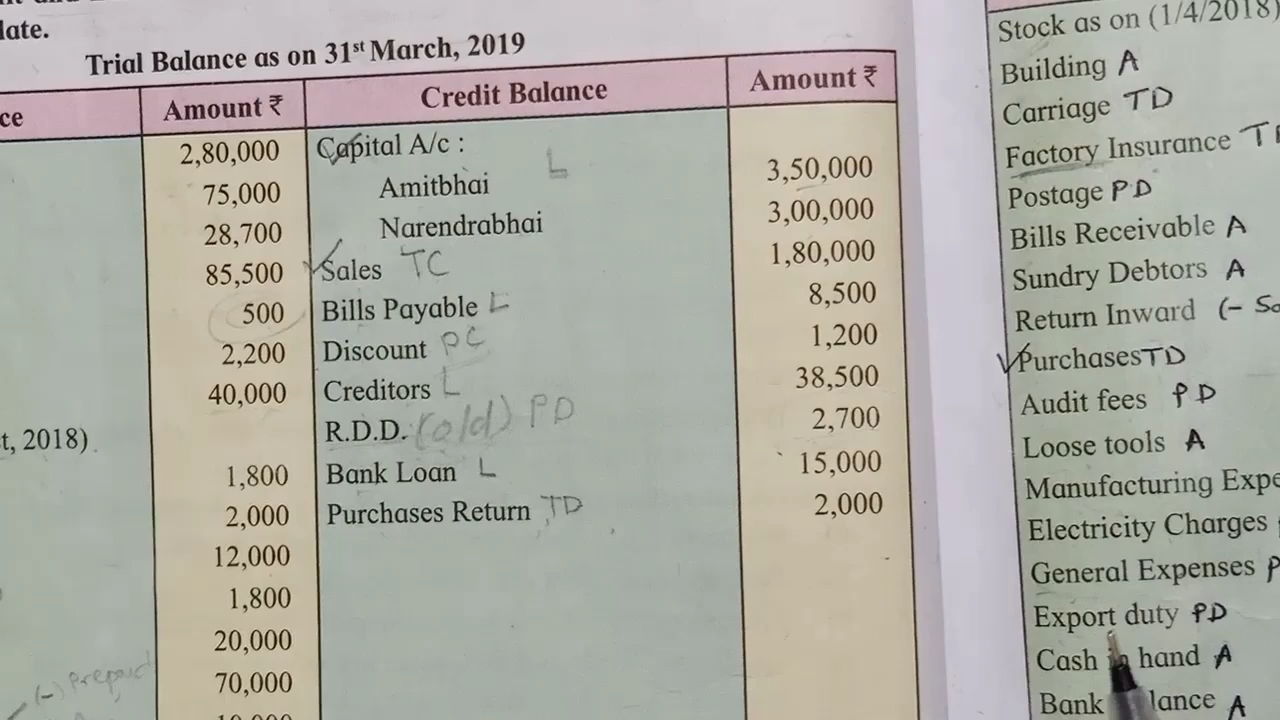 late.
Trial Balance as on 31st March, 2019
ce Amount ₹ Credit Balance Amount ₹
2,80,000 Capital A/c : L
75,000 Amitbhai 3,50,000
28,700 Narendrabhai 3,00,000
85,500 Sales TC 1,80,000
500 Bills Payable L 8,500
2,200 Discount PC 1,200
40,000 Creditors L 38,500
t, 2018) R.D.D. (old) PD 2,700
1,800 Bank Loan L 15,000
2,000 Purchases Return TD 2,000
12,000
1,800
20,000
70,000
(-) Prepaid
Stock as on (1/4/2018)
Building A
Carriage TD
Factory Insurance T
Postage PD
Bills Receivable A
Sundry Debtors A
Return Inward (- Sa
Purchases TD
Audit fees PD
Loose tools A
Manufacturing Expe
Electricity Charges
General Expenses P
Export duty PD
Cash in hand A
Bank lance A